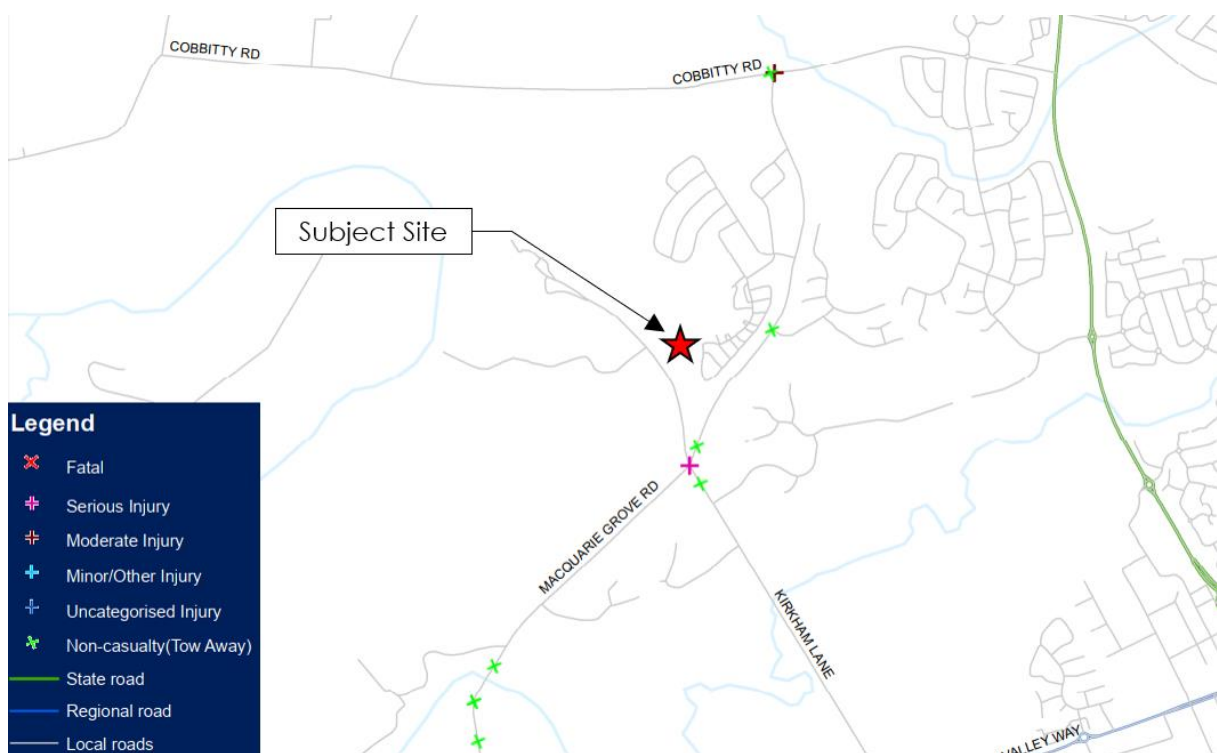 COBBITTY RD
COBBITTY RD
Subject Site
MACQUARIE GROVE RD
KIRKHAM LANE
VALLEY WAY
Legend
Fatal
Serious Injury
Moderate Injury
Minor/Other Injury
Uncategorised Injury
Non-casualty(Tow Away)
State road
Regional road
Local roads